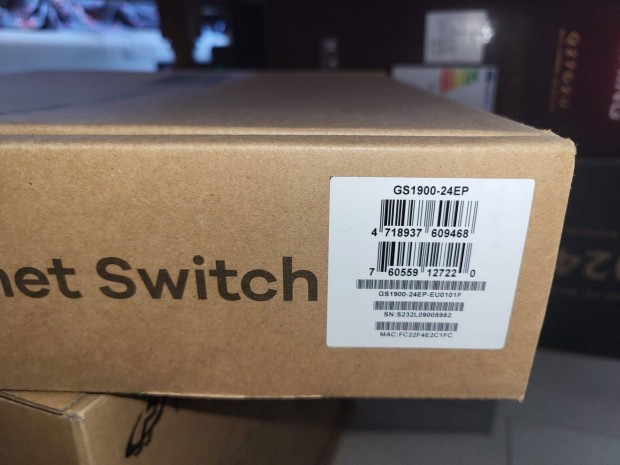 GS1900-24EP
4 718937 609468
7 60559 12722 0
GS1900-24EP-EU0101F
SN:S232L09005952
MAC:FC22F4E2C1FC
net Switch